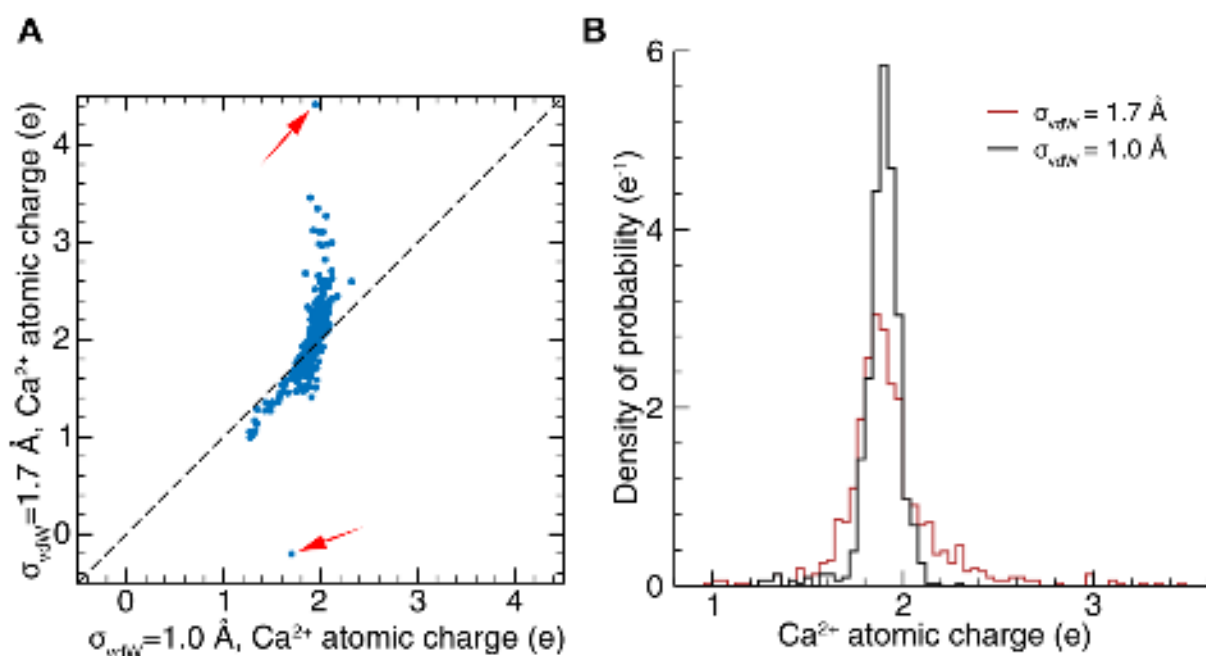 A
σvdW=1.7 Å, Ca²⁺ atomic charge (e)
4
3
2
1
0
0 1 2 3 4
σvdW=1.0 Å, Ca²⁺ atomic charge (e)
B
Density of probability (e⁻¹)
6
4
2
0
σvdW = 1.7 Å
σvdW = 1.0 Å
1 2 3
Ca²⁺ atomic charge (e)